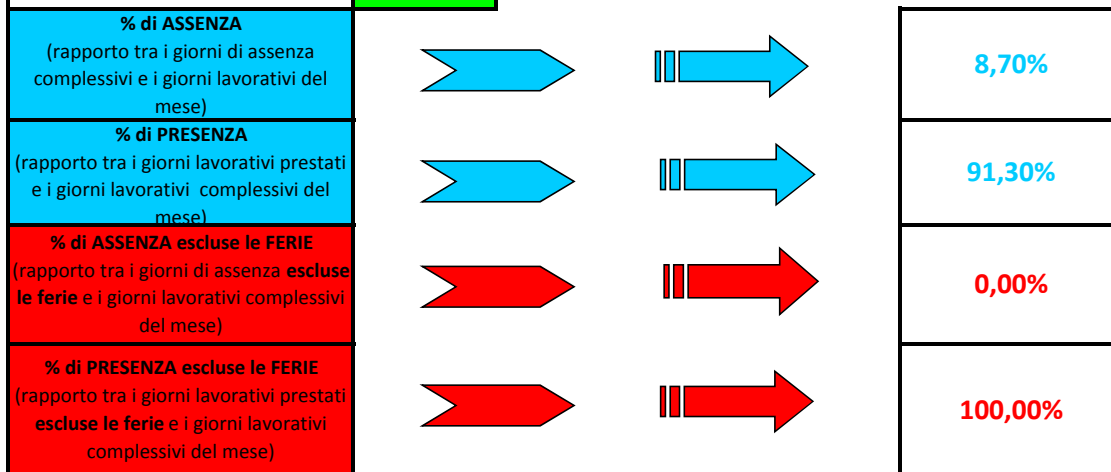 % di ASSENZA
(rapporto tra i giorni di assenza
complessivi e i giorni lavorativi del
mese)
8,70%
% di PRESENZA
(rapporto tra i giorni lavorativi prestati
e i giorni lavorativi complessivi del
mese)
91,30%
% di ASSENZA escluse le FERIE
(rapporto tra i giorni di assenza escluse
le ferie e i giorni lavorativi complessivi
del mese)
0,00%
% di PRESENZA escluse le FERIE
(rapporto tra i giorni lavorativi prestati
escluse le ferie e i giorni lavorativi
complessivi del mese)
100,00%